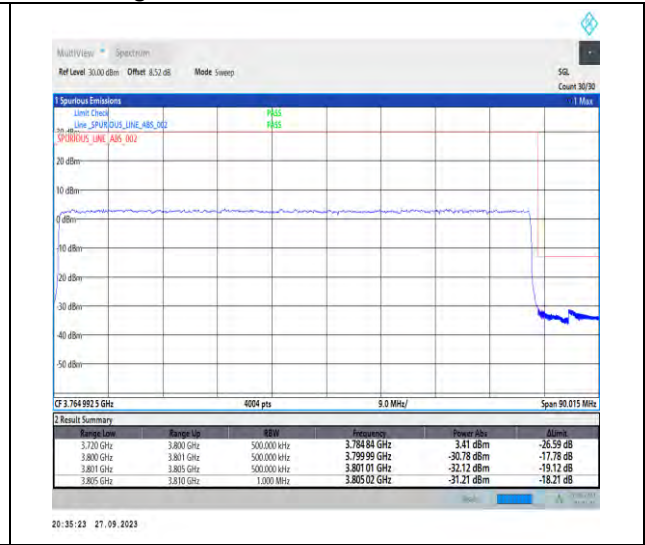 MultiView Spectrum
Ref Level 30.00 dBm Offset 8.52 dB Mode Sweep SGL
Count 30/30
1 Spurious Emissions 1 Max
Limit Check PASS
Line _SPURIOUS_LINE_ABS_002 PASS
_SPURIOUS_LINE_ABS_002
20 dBm
10 dBm
0 dBm
-10 dBm
-20 dBm
-30 dBm
-40 dBm
-50 dBm
CF 3.764 992 5 GHz 4004 pts 9.0 MHz/ Span 90.015 MHz
2 Result Summary
Range Low Range Up RBW Frequency Power Abs ΔLimit
3.720 GHz 3.800 GHz 500.000 kHz 3.784 84 GHz 3.41 dBm -26.59 dB
3.800 GHz 3.801 GHz 500.000 kHz 3.799 99 GHz -30.78 dBm -17.78 dB
3.801 GHz 3.805 GHz 500.000 kHz 3.801 01 GHz -32.12 dBm -19.12 dB
3.805 GHz 3.810 GHz 1.000 MHz 3.805 02 GHz -31.21 dBm -18.21 dB
20:35:23 27.09.2023